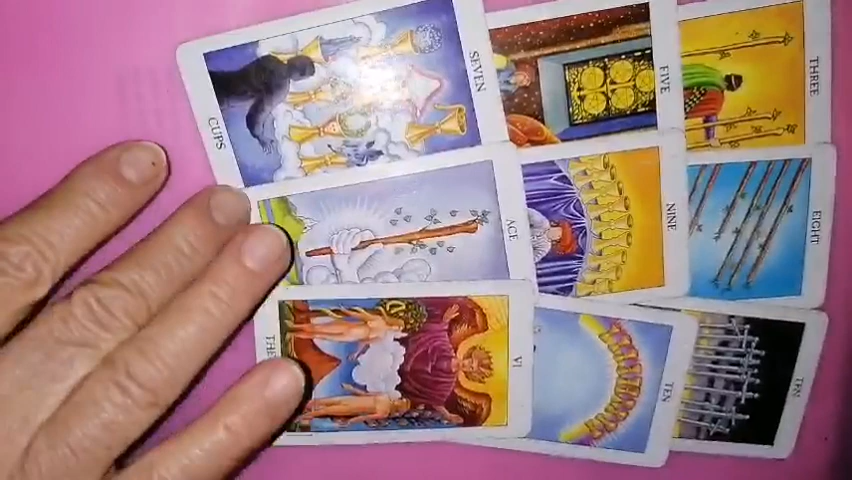 SEVEN
CUPS
FIVE
THREE
ACE
NINE
EIGHT
THE
VI
TEN
TEN